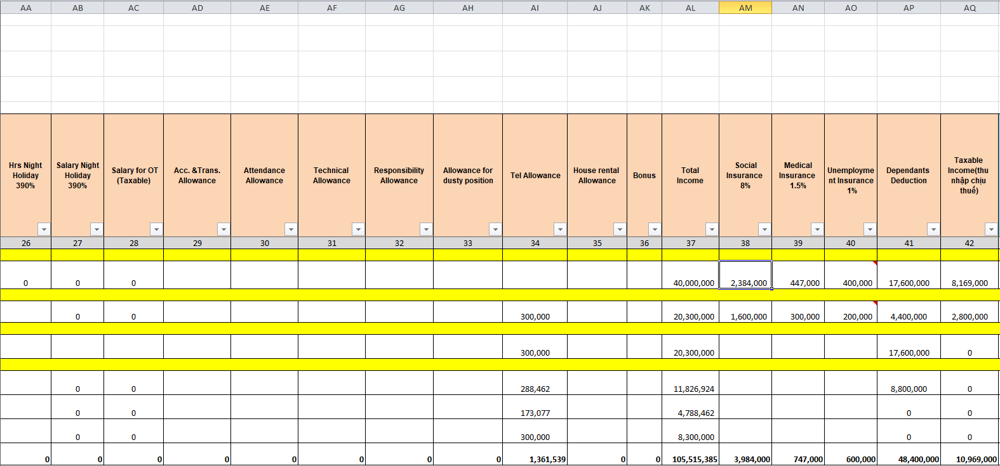 AA AB AC AD AE AF AG AH AI AJ AK AL AM AN AO AP AQ
Hrs Night Holiday 390% Salary Night Holiday 390% Salary for OT (Taxable) Acc. &Trans. Allowance Attendance Allowance Technical Allowance Responsibility Allowance Allowance for dusty position Tel Allowance House rental Allowance Bonus Total Income Social Insurance 8% Medical Insurance 1.5% Unemployme nt Insurance 1% Dependants Deduction Taxable Income(thu nhập chịu thuế)
26 27 28 29 30 31 32 33 34 35 36 37 38 39 40 41 42
0 0 0 40,000,000 2,384,000 447,000 400,000 17,600,000 8,169,000
0 0 300,000 20,300,000 1,600,000 300,000 200,000 4,400,000 2,800,000
300,000 20,300,000 17,600,000 0
0 0 288,462 11,826,924 8,800,000 0
0 0 173,077 4,788,462 0 0
0 0 300,000 8,300,000 0 0
0 0 0 0 0 0 0 0 1,361,539 0 0 105,515,385 3,984,000 747,000 600,000 48,400,000 10,969,000